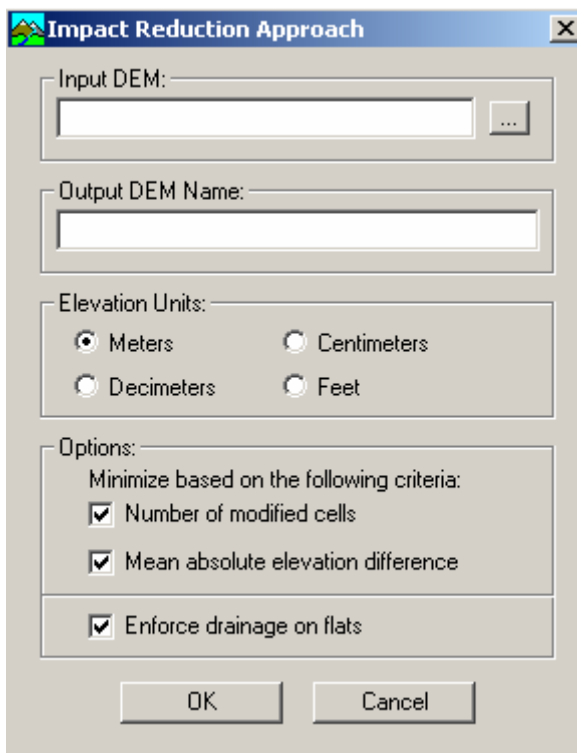 Impact Reduction Approach
Input DEM:
...
Output DEM Name:
Elevation Units:
Meters Centimeters
Decimeters Feet
Options:
Minimize based on the following criteria:
Number of modified cells
Mean absolute elevation difference
Enforce drainage on flats
OK Cancel